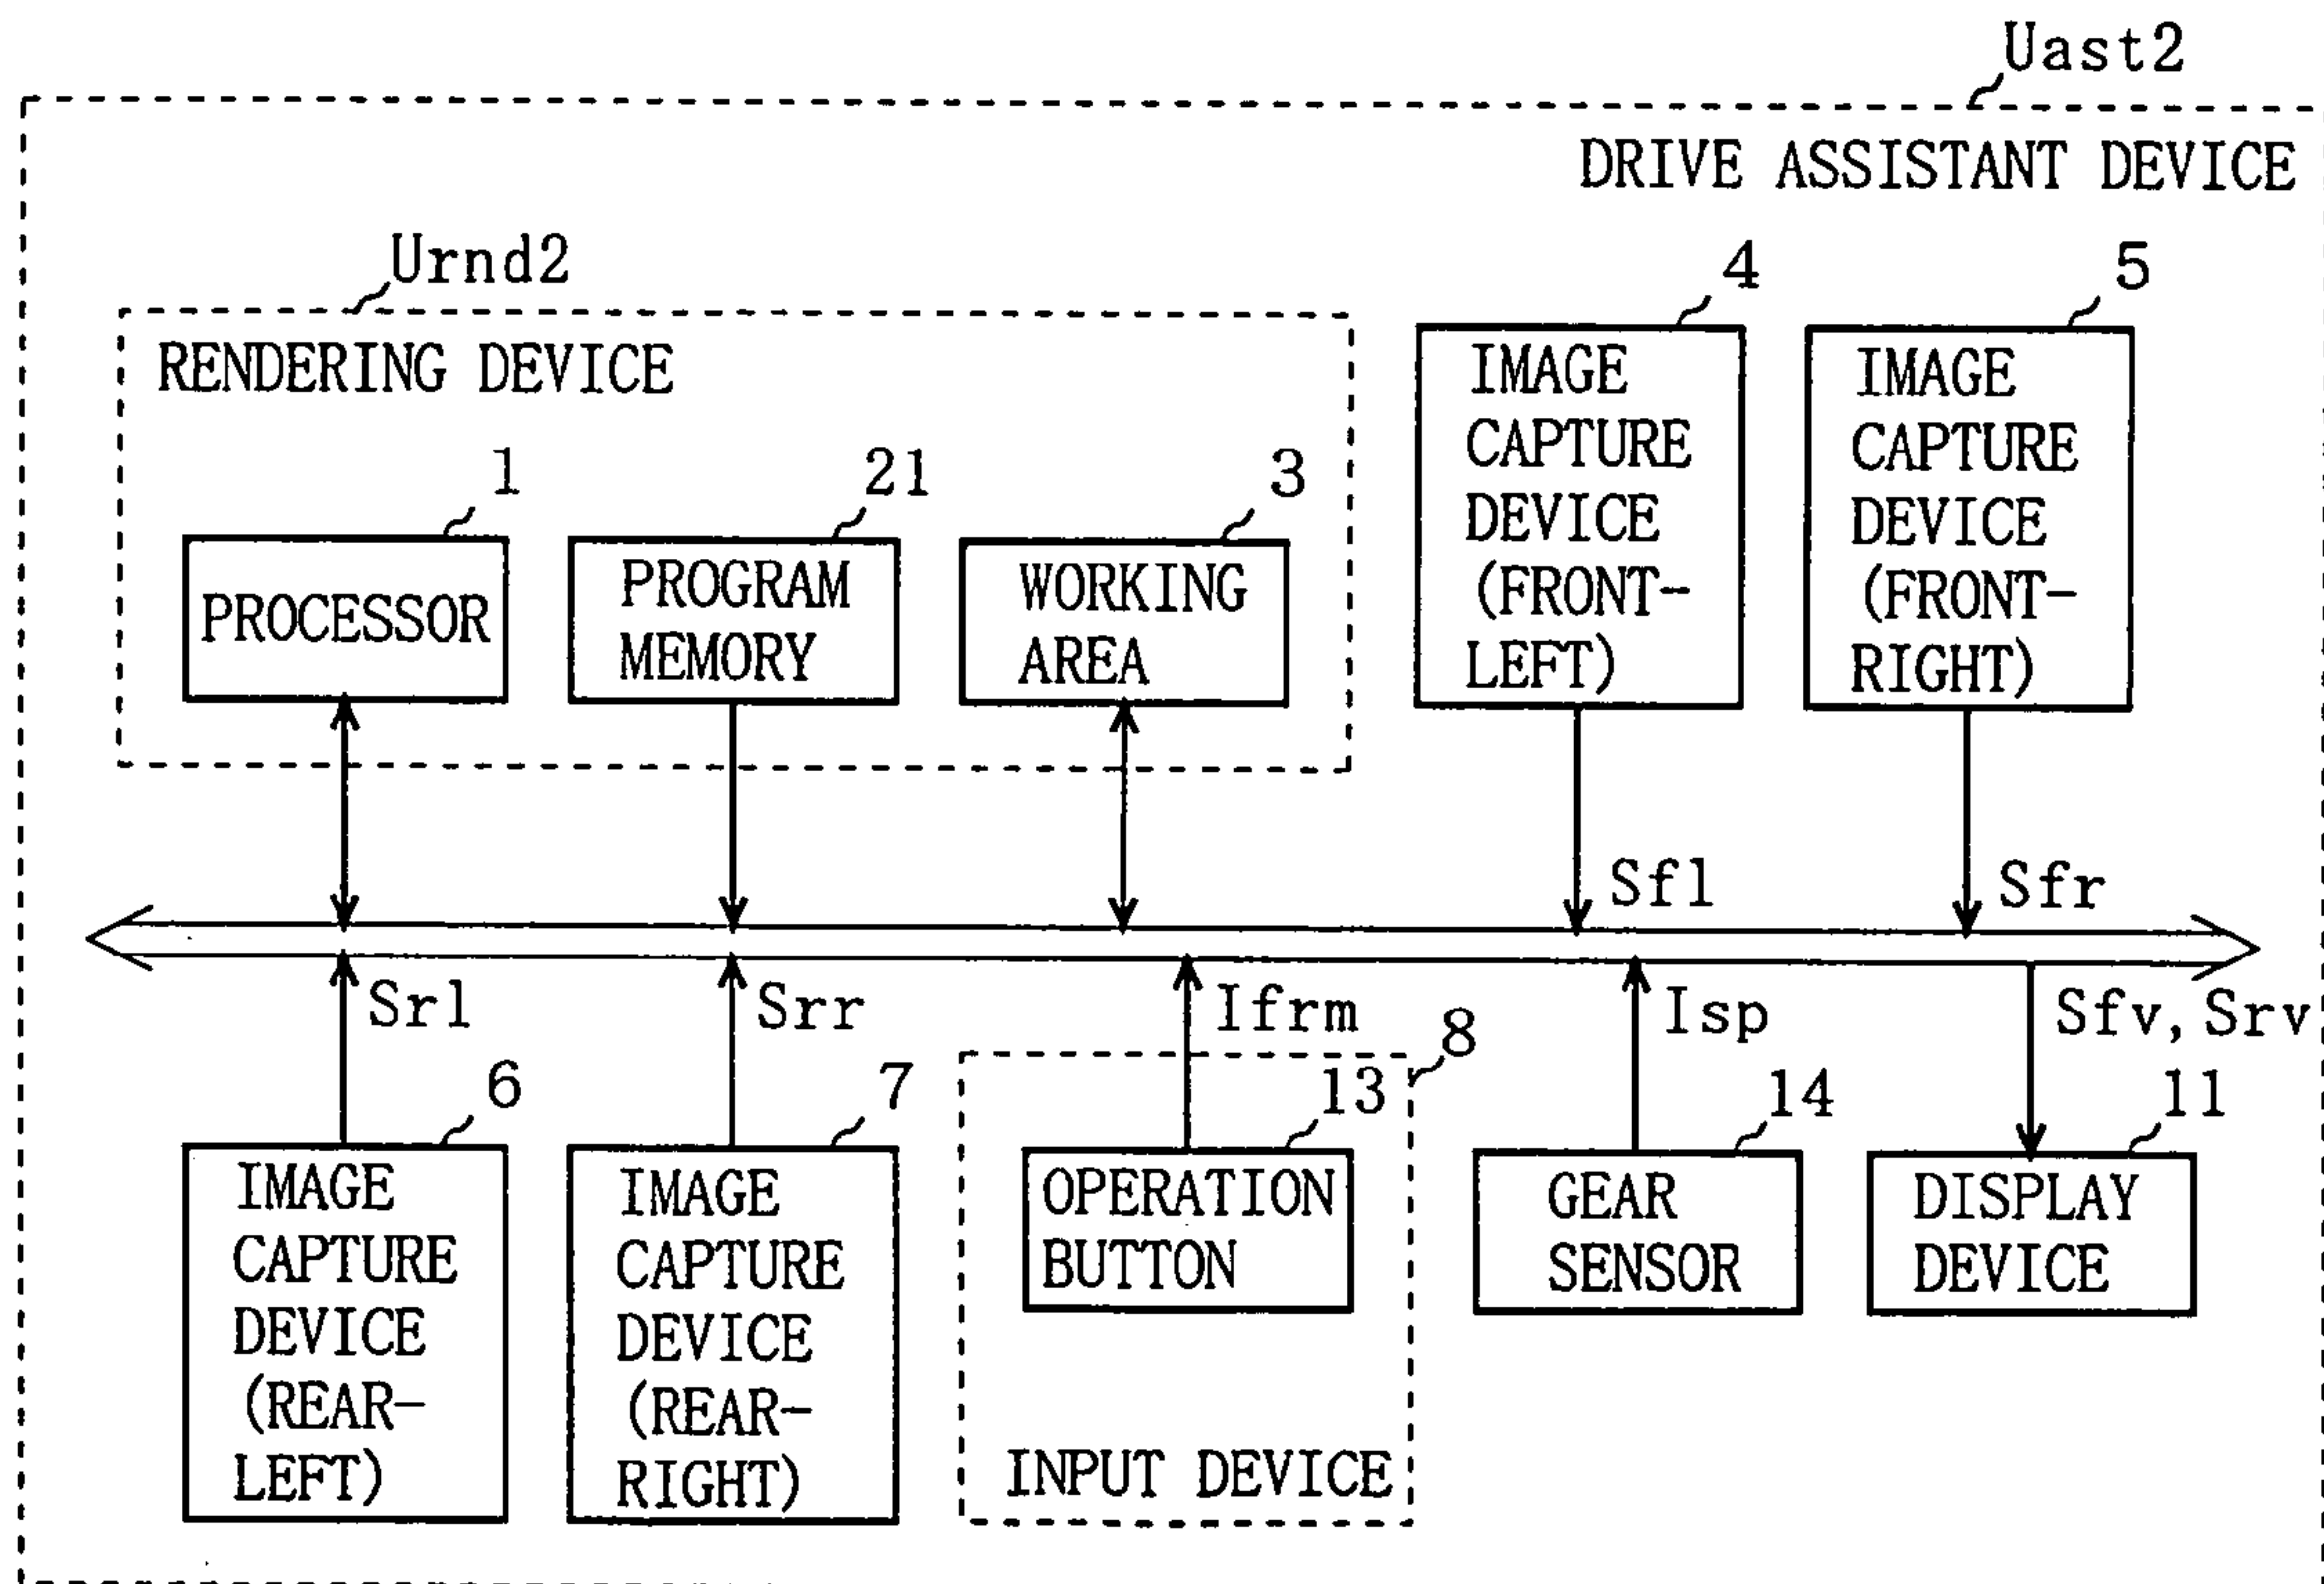 Uast2
DRIVE ASSISTANT DEVICE
Urnd2
RENDERING DEVICE
1
PROCESSOR
21
PROGRAM
MEMORY
3
WORKING
AREA
4
IMAGE
CAPTURE
DEVICE
(FRONT-
LEFT)
5
IMAGE
CAPTURE
DEVICE
(FRONT-
RIGHT)
Sfl
Sfr
Srl
Srr
Ifrm
Isp
Sfv, Srv
6
IMAGE
CAPTURE
DEVICE
(REAR-
LEFT)
7
IMAGE
CAPTURE
DEVICE
(REAR-
RIGHT)
8
13
OPERATION
BUTTON
INPUT DEVICE
14
GEAR
SENSOR
11
DISPLAY
DEVICE